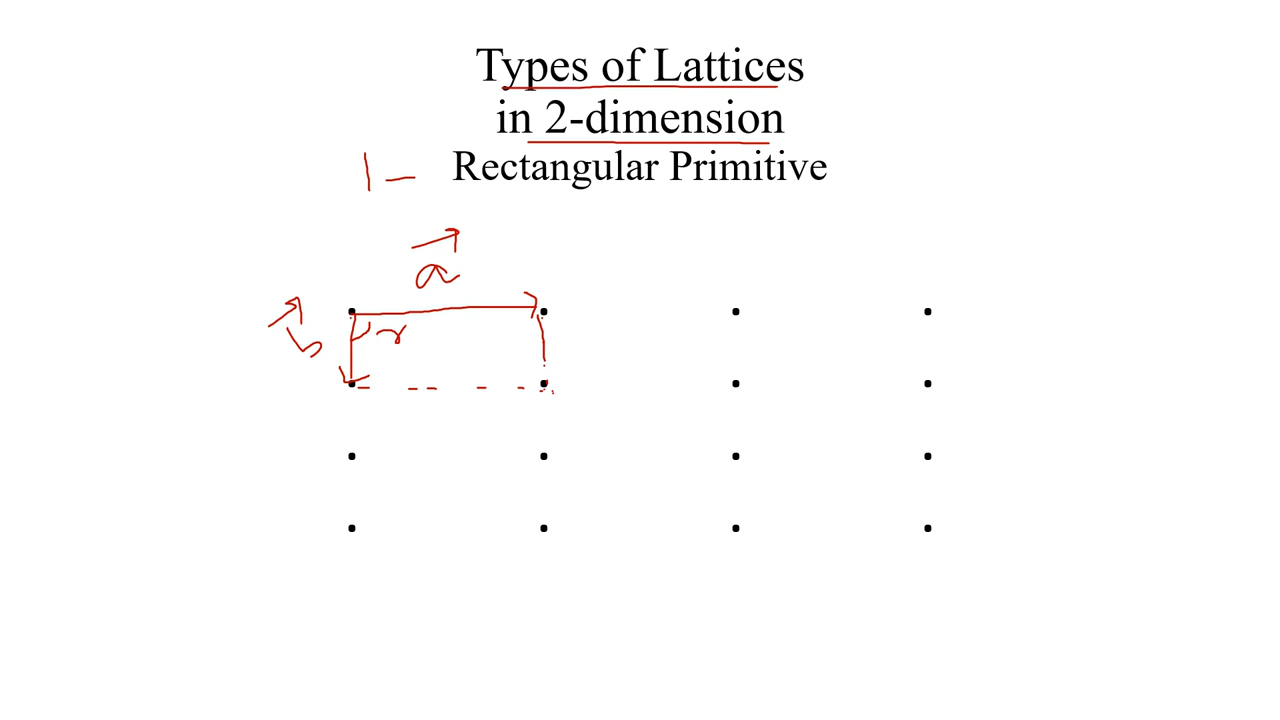 Types of Lattices
in 2-dimension
1- Rectangular Primitive
a
b
γ